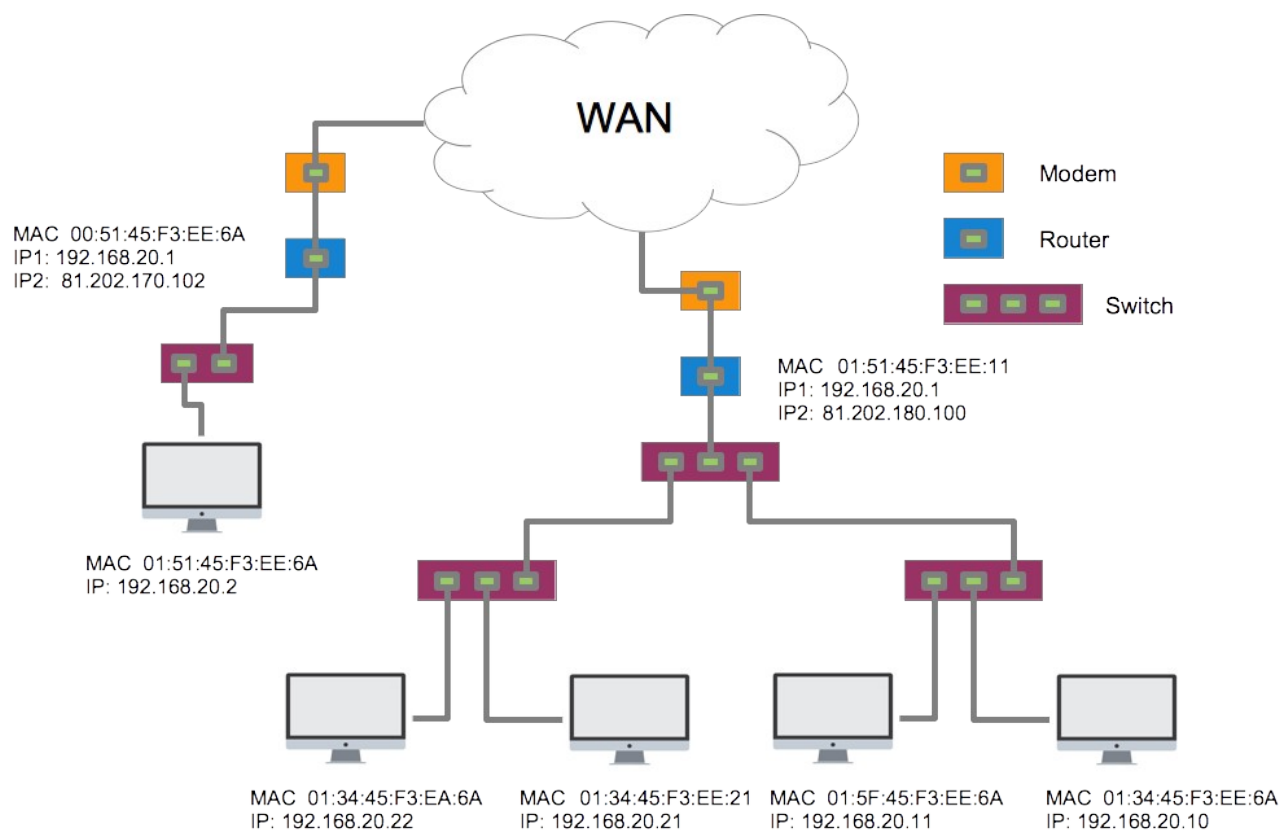 WAN
Modem
MAC 00:51:45:F3:EE:6A
IP1: 192.168.20.1
IP2: 81.202.170.102
Router
Switch
MAC 01:51:45:F3:EE:11
IP1: 192.168.20.1
IP2: 81.202.180.100
MAC 01:51:45:F3:EE:6A
IP: 192.168.20.2
MAC 01:34:45:F3:EA:6A
IP: 192.168.20.22
MAC 01:34:45:F3:EE:21
IP: 192.168.20.21
MAC 01:5F:45:F3:EE:6A
IP: 192.168.20.11
MAC 01:34:45:F3:EE:6A
IP: 192.168.20.10